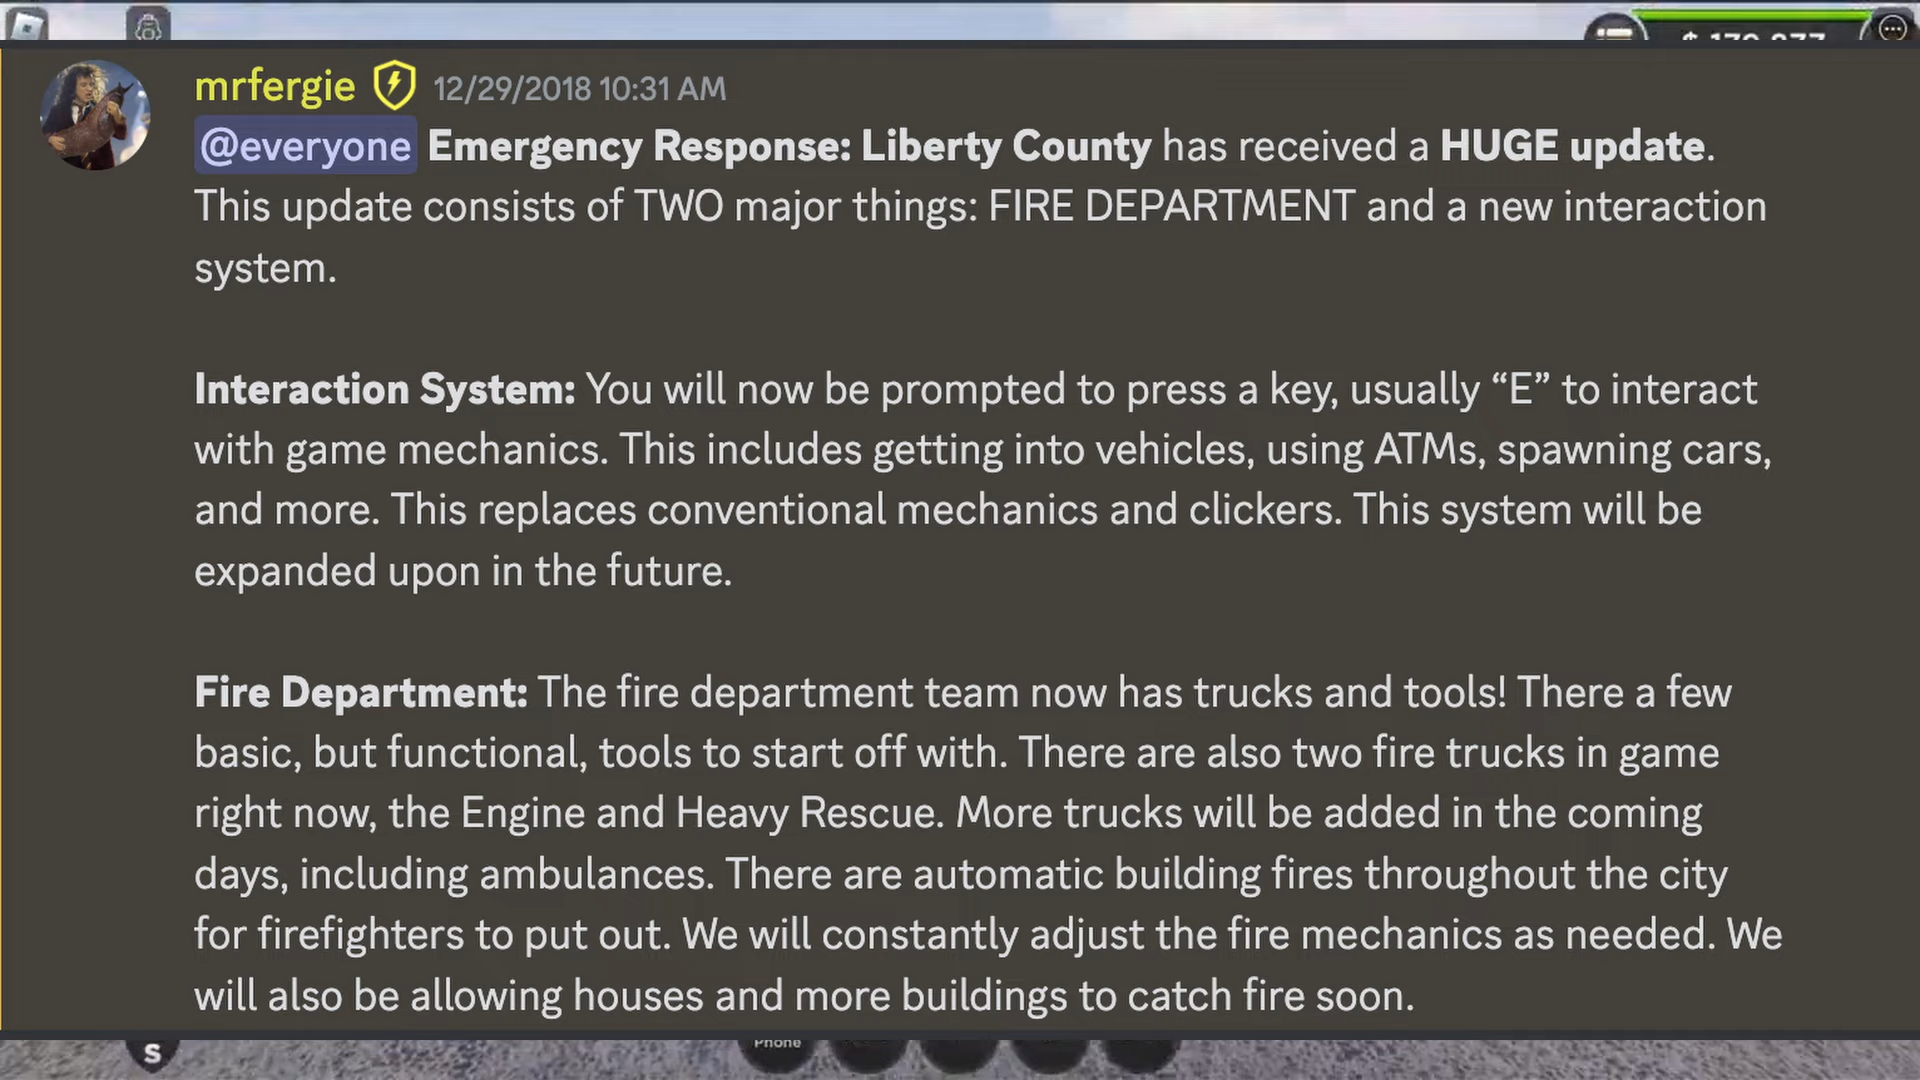 mrfergie 12/29/2018 10:31 AM
@everyone Emergency Response: Liberty County has received a HUGE update.
This update consists of TWO major things: FIRE DEPARTMENT and a new interaction
system.
Interaction System: You will now be prompted to press a key, usually “E” to interact
with game mechanics. This includes getting into vehicles, using ATMs, spawning cars,
and more. This replaces conventional mechanics and clickers. This system will be
expanded upon in the future.
Fire Department: The fire department team now has trucks and tools! There a few
basic, but functional, tools to start off with. There are also two fire trucks in game
right now, the Engine and Heavy Rescue. More trucks will be added in the coming
days, including ambulances. There are automatic building fires throughout the city
for firefighters to put out. We will constantly adjust the fire mechanics as needed. We
will also be allowing houses and more buildings to catch fire soon.
S
Phone